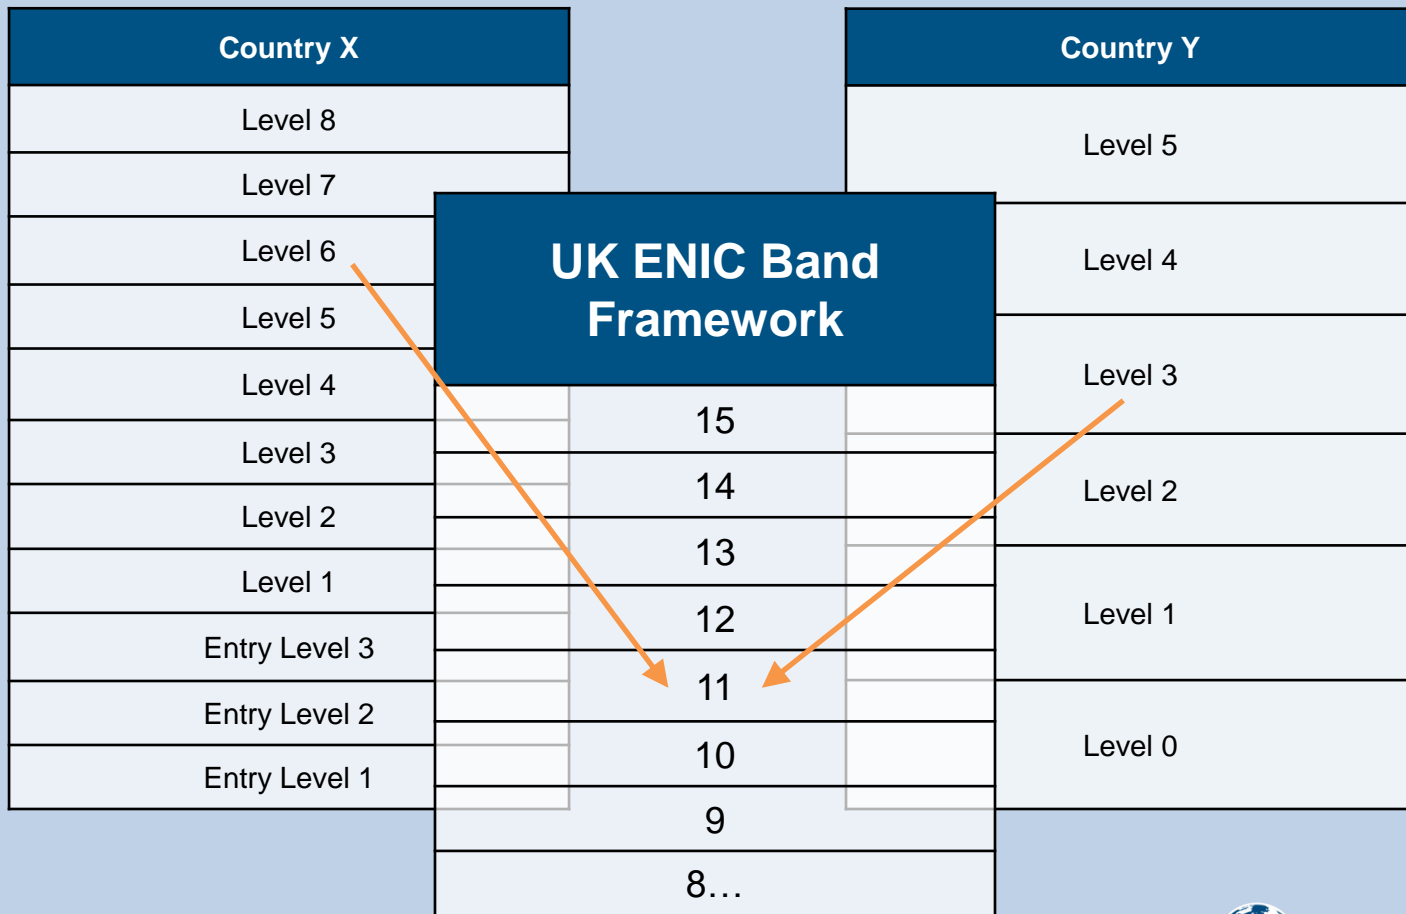 Country X
Level 8
Level 7
Level 6
Level 5
Level 4
Level 3
Level 2
Level 1
Entry Level 3
Entry Level 2
Entry Level 1
UK ENIC Band
Framework
15
14
13
12
11
10
9
8…
Country Y
Level 5
Level 4
Level 3
Level 2
Level 1
Level 0